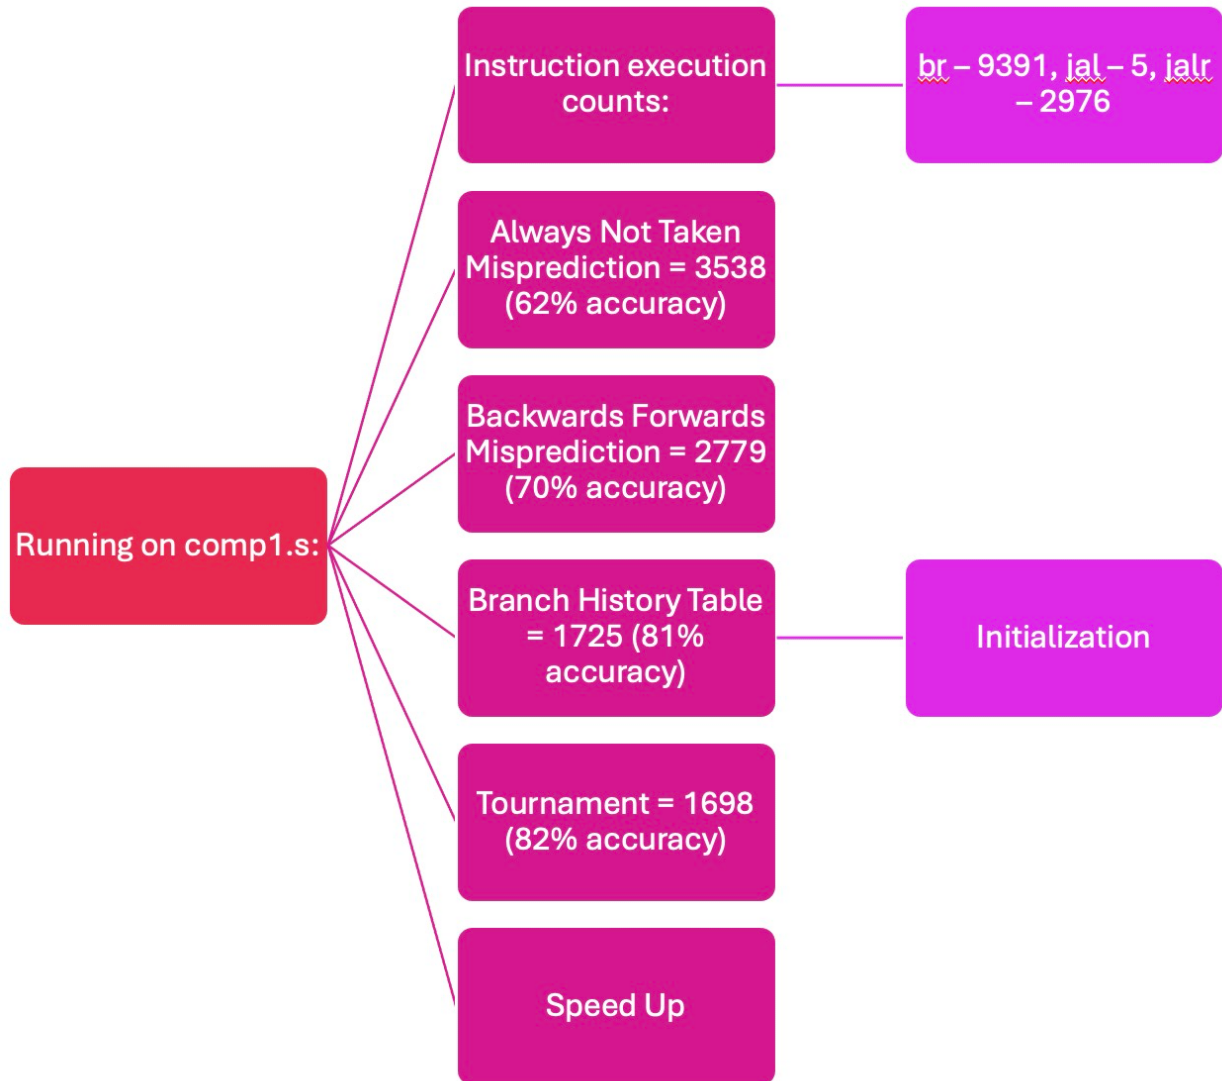 Instruction execution
counts:
br – 9391, jal – 5, jalr
– 2976
Always Not Taken
Misprediction = 3538
(62% accuracy)
Backwards Forwards
Misprediction = 2779
(70% accuracy)
Running on comp1.s:
Branch History Table
= 1725 (81%
accuracy)
Initialization
Tournament = 1698
(82% accuracy)
Speed Up